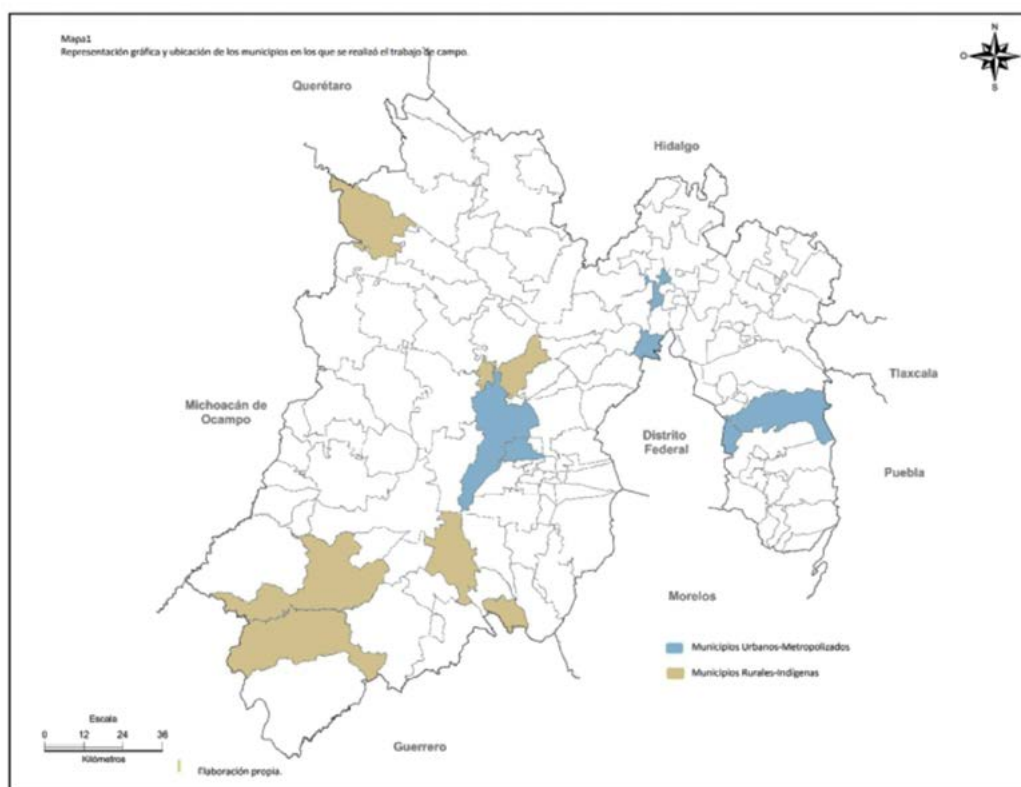 Mapa1
Representación gráfica y ubicación de los municipios en los que se realizó el trabajo de campo.
N
O
E
S
Querétaro
Hidalgo
Tlaxcala
Michoacán de
Ocampo
Distrito
Federal
Puebla
Morelos
Municipios Urbanos-Metropolizados
Municipios Rurales-Indígenas
Escala
0 12 24 36
Kilómetros
Guerrero
Elaboración propia.